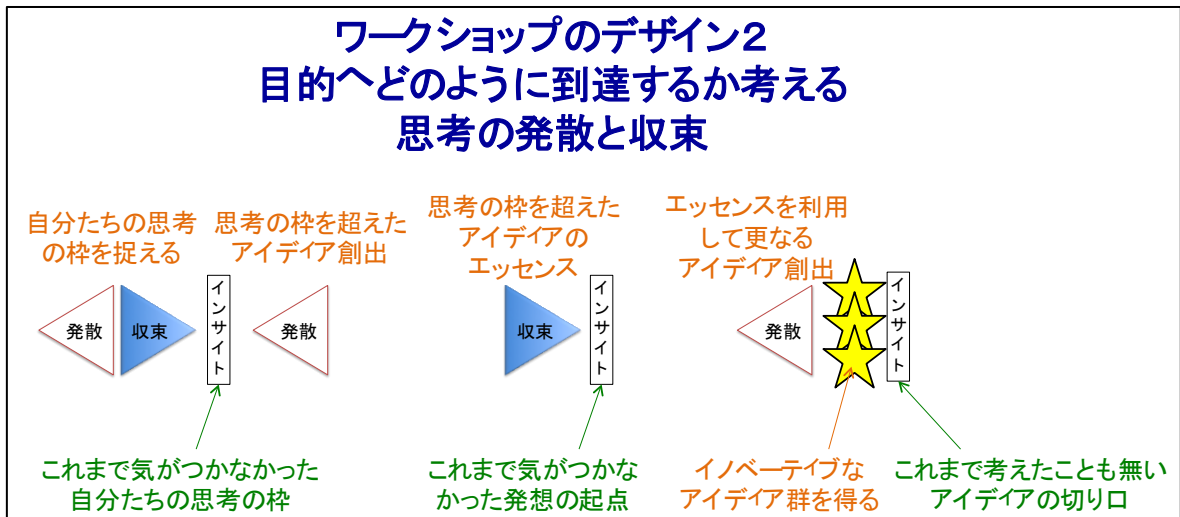 ワークショップのデザイン２
目的へどのように到達するか考える
思考の発散と収束
自分たちの思考
の枠を捉える
思考の枠を超えた
アイデイア創出
思考の枠を超えた
アイデイアの
エッセンス
エッセンスを利用
して更なる
アイデイア創出
発散
収束
インサイト
発散
収束
インサイト
発散
インサイト
これまで気がつかなかった
自分たちの思考の枠
これまで気がつかな
かった発想の起点
イノベーテイブな
アイデイア群を得る
これまで考えたことも無い
アイデイアの切り口